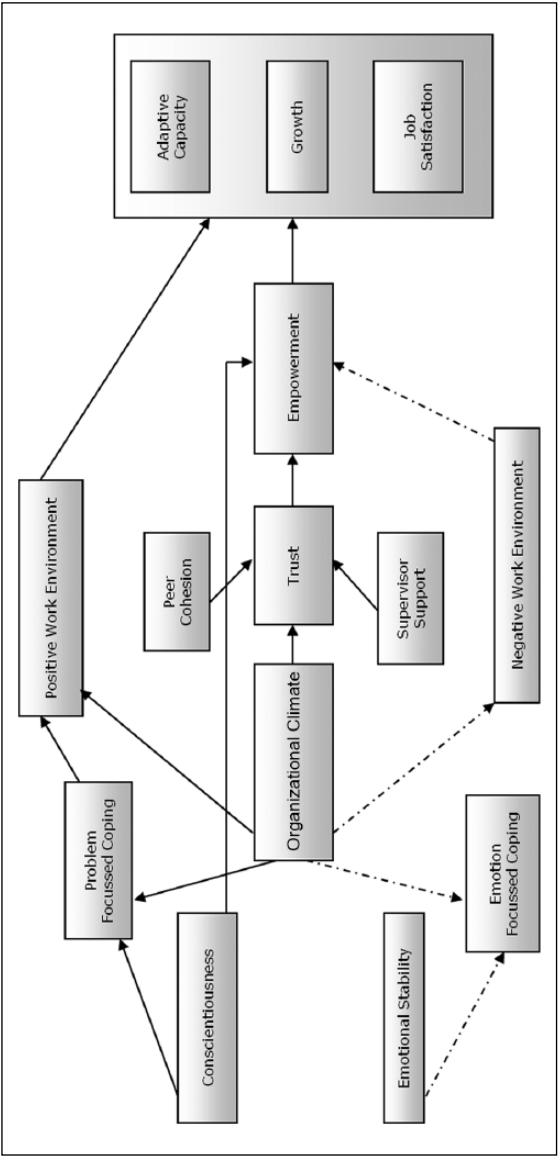 Conscientiousness
Emotional Stability
Problem
Focussed Coping
Organizational Climate
Emotion
Focussed Coping
Positive Work Environment
Peer
Cohesion
Trust
Supervisor
Support
Negative Work Environment
Empowerment
Adaptive
Capacity
Growth
Job
Satisfaction